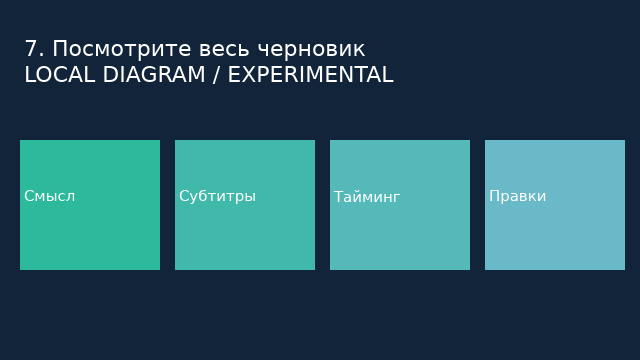 7. Посмотрите весь черновик
LOCAL DIAGRAM / EXPERIMENTAL
Смысл
Субтитры
Тайминг
Правки